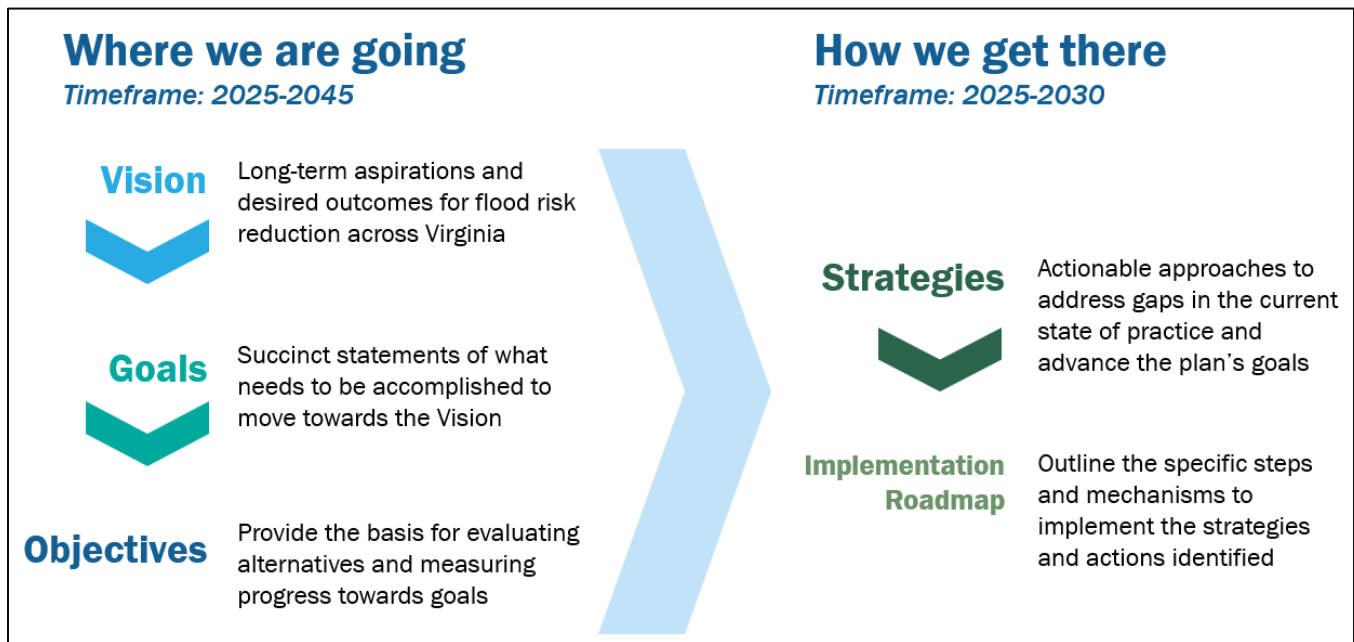 Where we are going
Timeframe: 2025-2045
Vision
Long-term aspirations and
desired outcomes for flood risk
reduction across Virginia
Goals
Succinct statements of what
needs to be accomplished to
move towards the Vision
Objectives
Provide the basis for evaluating
alternatives and measuring
progress towards goals
How we get there
Timeframe: 2025-2030
Strategies
Actionable approaches to
address gaps in the current
state of practice and
advance the plan's goals
Implementation
Roadmap
Outline the specific steps
and mechanisms to
implement the strategies
and actions identified